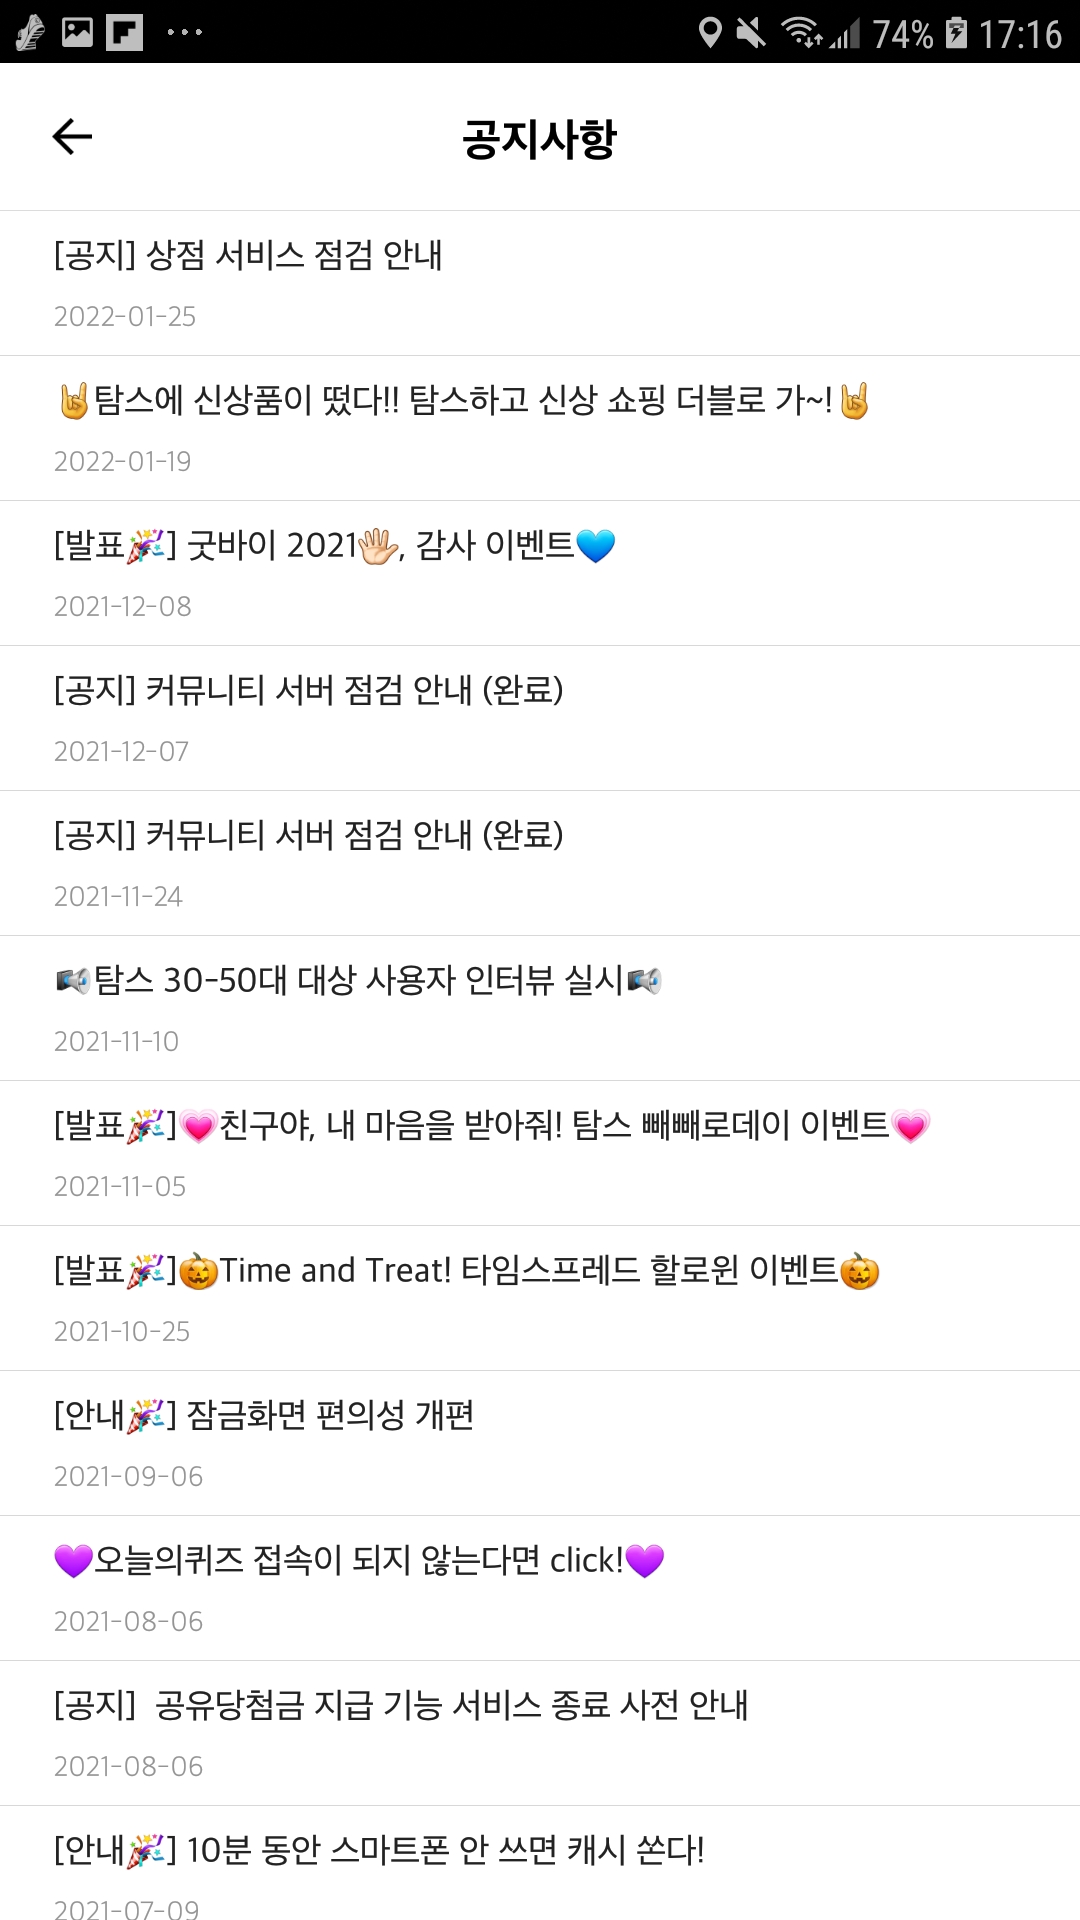 74% 17:16
공지사항
[공지] 상점 서비스 점검 안내
2022-01-25
🤘탐스에 신상품이 떴다!! 탐스하고 신상 쇼핑 더블로 가~!🤘
2022-01-19
[발표🎉] 굿바이 2021🖐🏻, 감사 이벤트💙
2021-12-08
[공지] 커뮤니티 서버 점검 안내 (완료)
2021-12-07
[공지] 커뮤니티 서버 점검 안내 (완료)
2021-11-24
📢탐스 30-50대 대상 사용자 인터뷰 실시📢
2021-11-10
[발표🎉]💗친구야, 내 마음을 받아줘! 탐스 빼빼로데이 이벤트💗
2021-11-05
[발표🎉]🎃Time and Treat! 타임스프레드 할로윈 이벤트🎃
2021-10-25
[안내🎉] 잠금화면 편의성 개편
2021-09-06
💜오늘의퀴즈 접속이 되지 않는다면 click!💜
2021-08-06
[공지]  공유당첨금 지급 기능 서비스 종료 사전 안내
2021-08-06
[안내🎉] 10분 동안 스마트폰 안 쓰면 캐시 쏜다!
2021-07-09